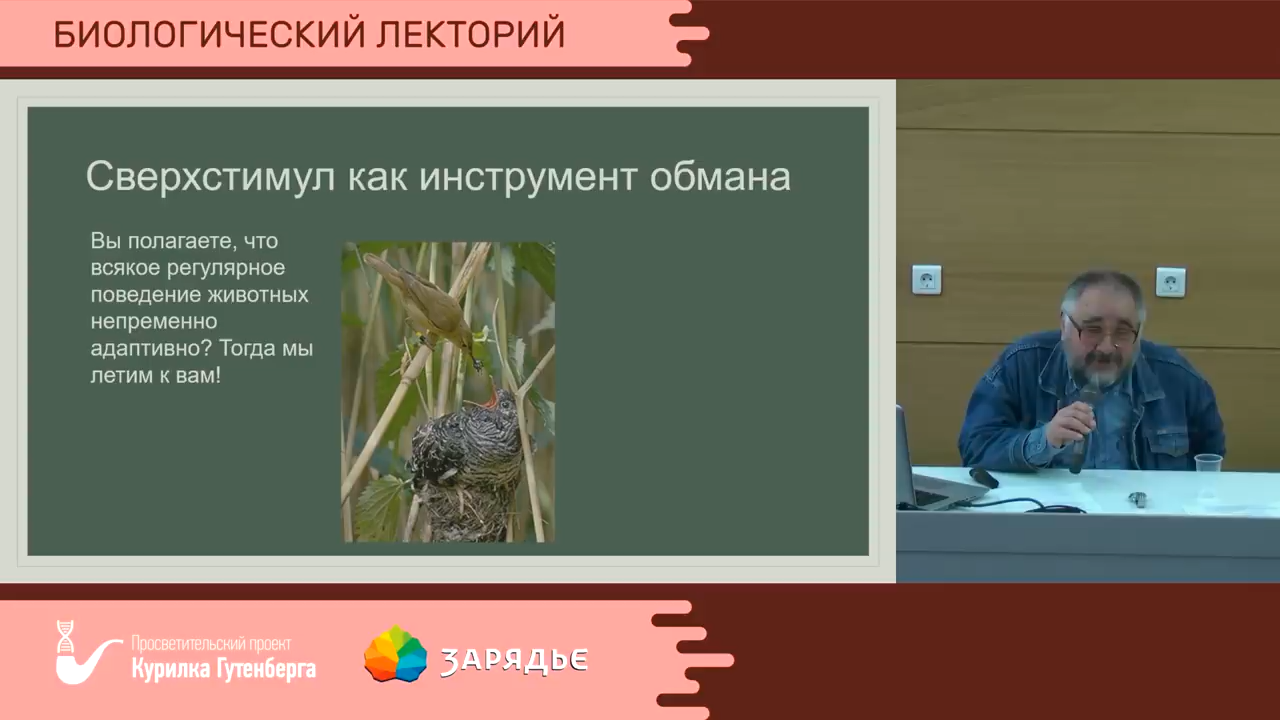 БИОЛОГИЧЕСКИЙ ЛЕКТОРИЙ
Сверхстимул как инструмент обмана
Вы полагаете, что
всякое регулярное
поведение животных
непременно
адаптивно? Тогда мы
летим к вам!
Просветительский проект
Курилка Гутенберга
ЗАРЯДЬЕ